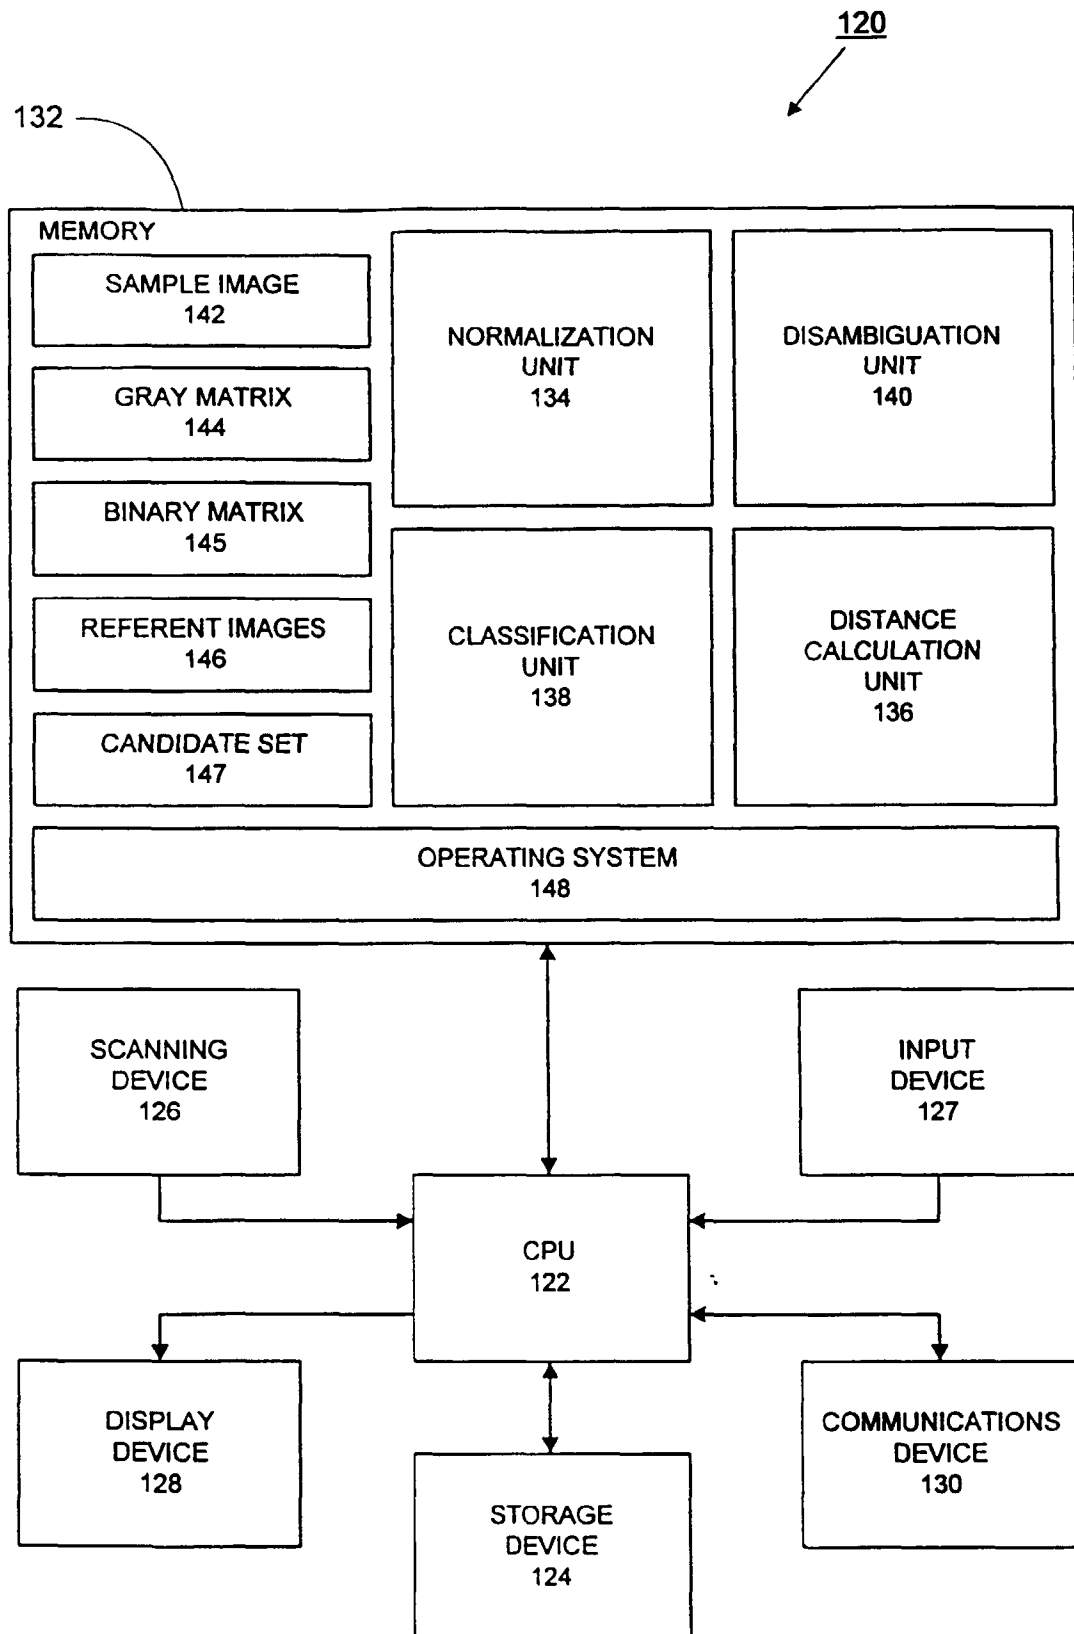 120
132
MEMORY
SAMPLE IMAGE
142
GRAY MATRIX
144
BINARY MATRIX
145
REFERENT IMAGES
146
CANDIDATE SET
147
NORMALIZATION
UNIT
134
DISAMBIGUATION
UNIT
140
CLASSIFICATION
UNIT
138
DISTANCE
CALCULATION
UNIT
136
OPERATING SYSTEM
148
SCANNING
DEVICE
126
INPUT
DEVICE
127
CPU
122
DISPLAY
DEVICE
128
COMMUNICATIONS
DEVICE
130
STORAGE
DEVICE
124